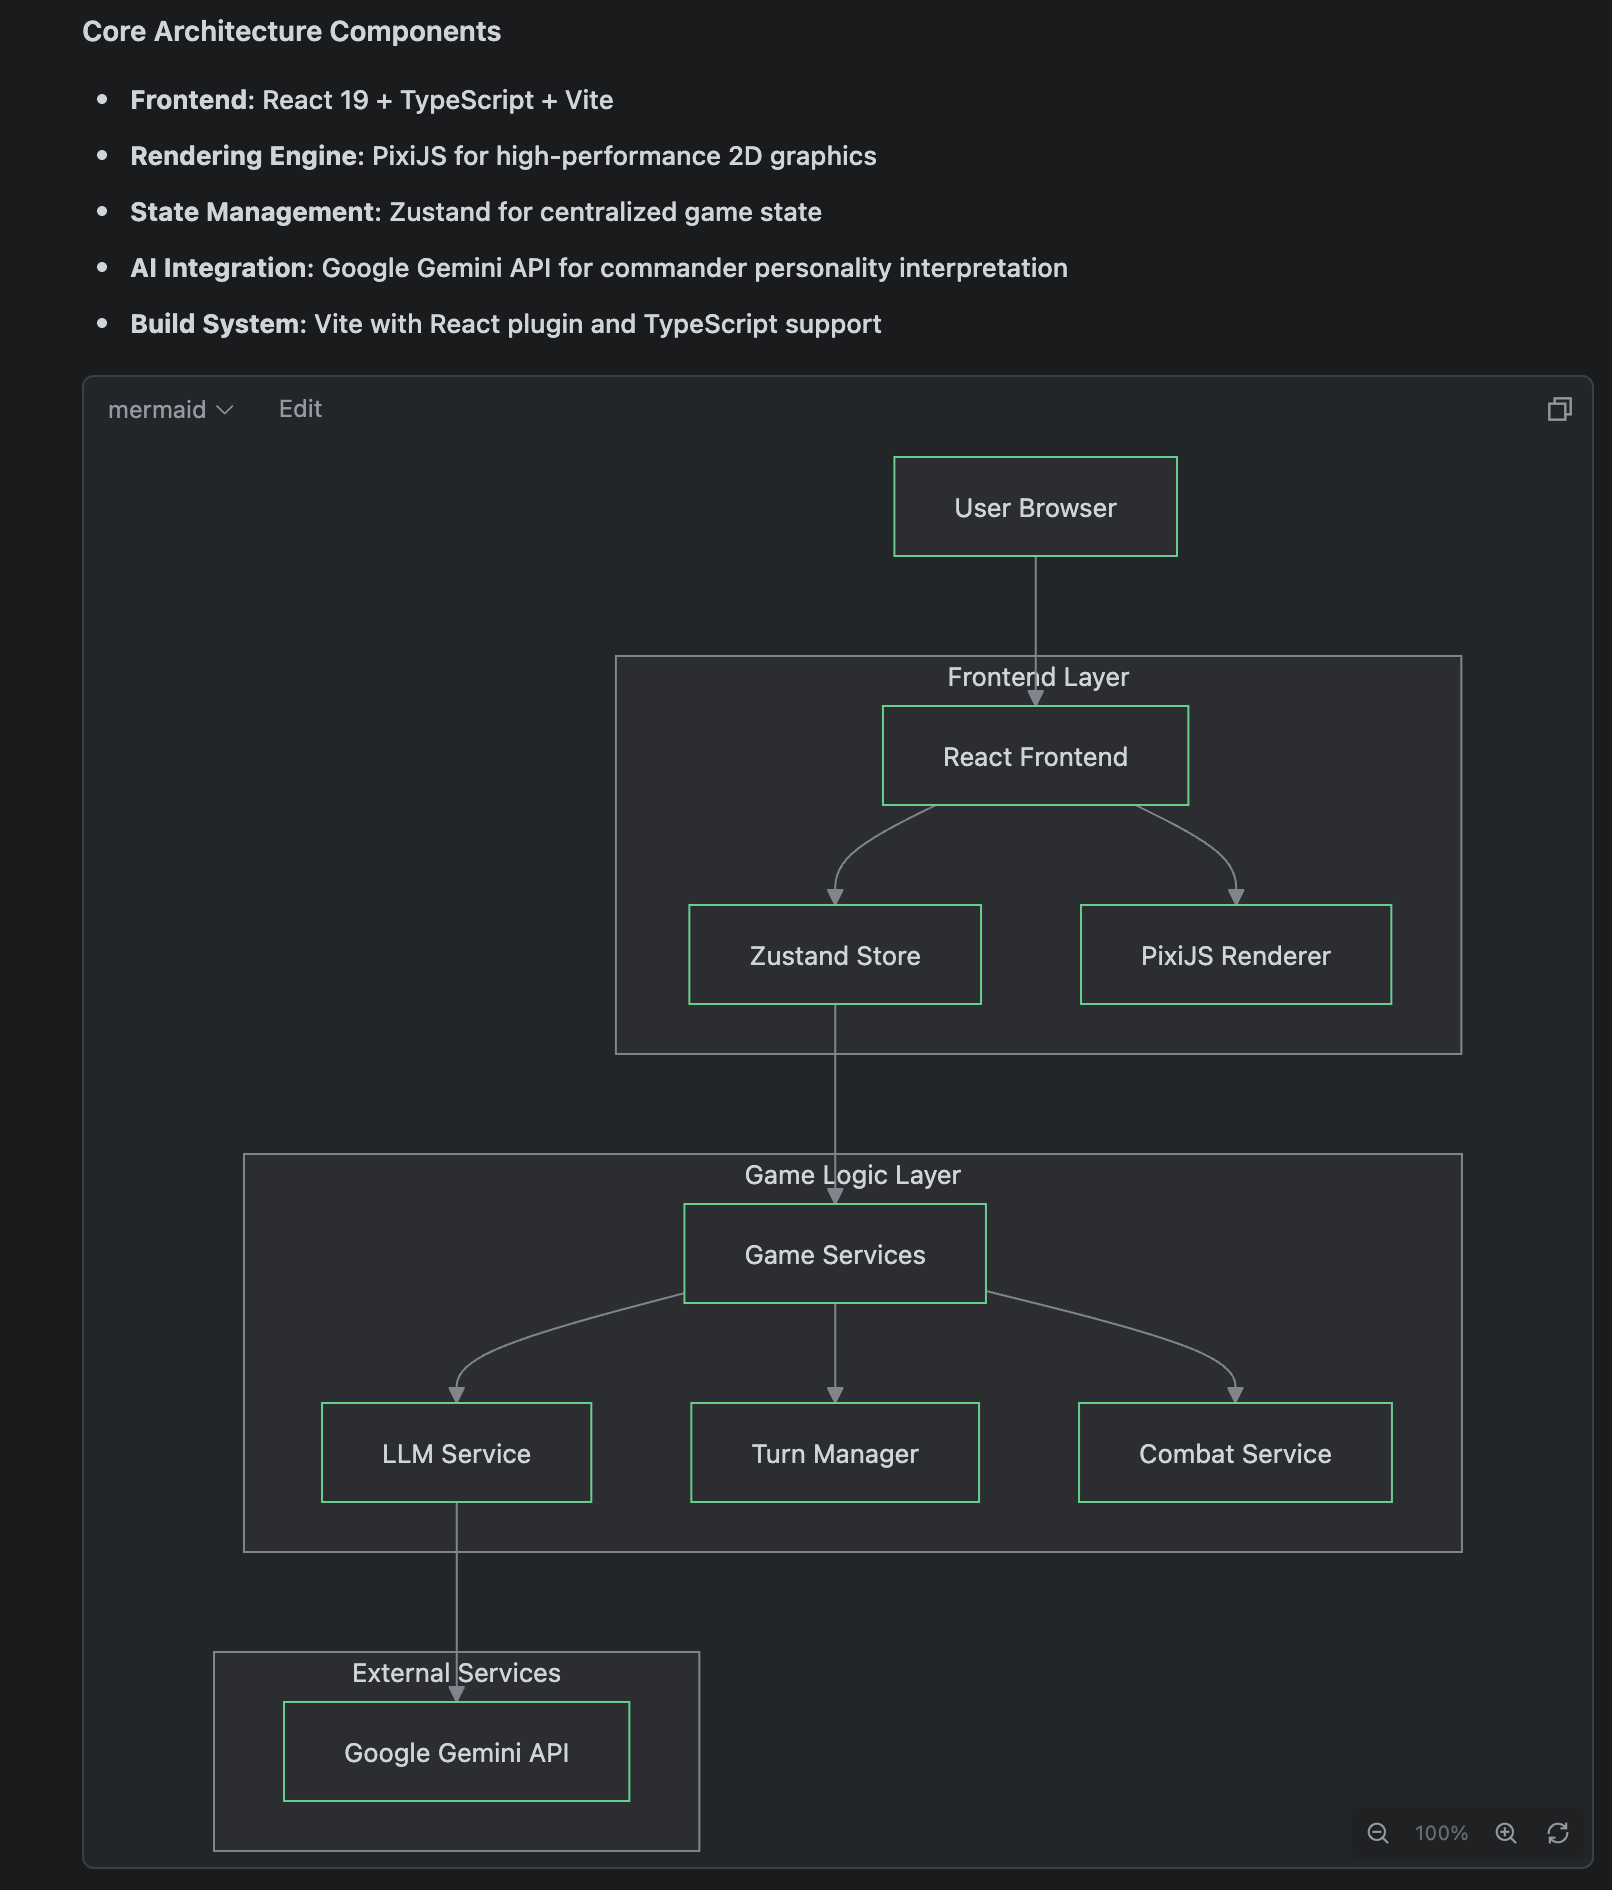 Core Architecture Components
Frontend: React 19 + TypeScript + Vite
Rendering Engine: PixiJS for high-performance 2D graphics
State Management: Zustand for centralized game state
AI Integration: Google Gemini API for commander personality interpretation
Build System: Vite with React plugin and TypeScript support
mermaid Edit
User Browser
Frontend Layer
React Frontend
Zustand Store
PixiJS Renderer
Game Logic Layer
Game Services
LLM Service
Turn Manager
Combat Service
External Services
Google Gemini API
100%